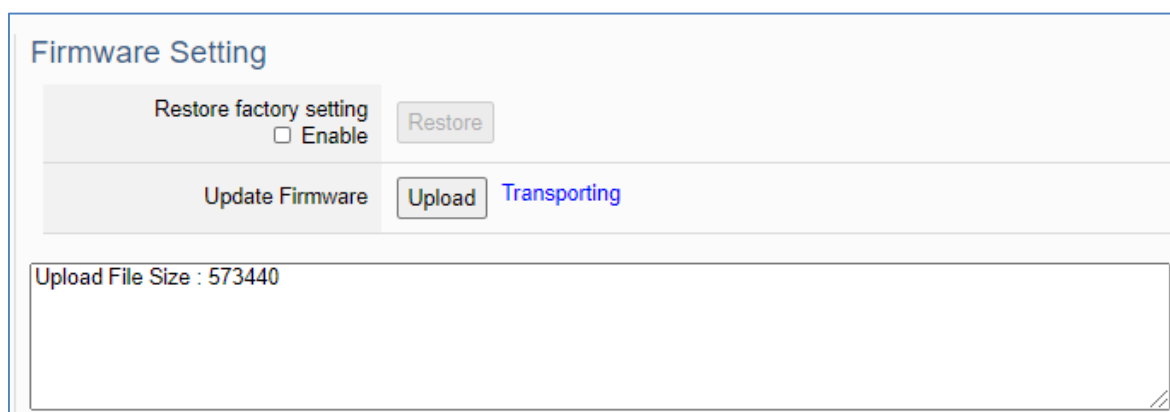 Firmware Setting
Restore factory setting
Enable
Restore
Update Firmware
Upload
Transporting
Upload File Size : 573440